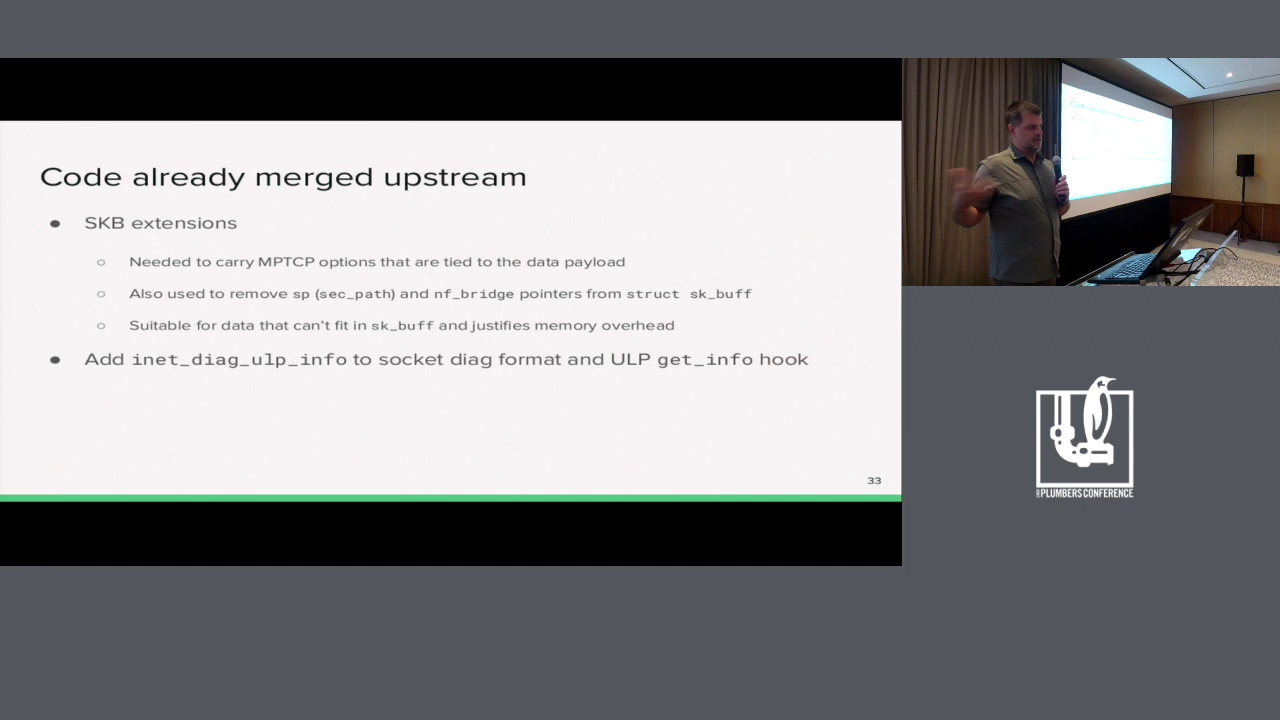 Code already merged upstream
● SKB extensions
○ Needed to carry MPTCP options that are tied to the data payload
○ Also used to remove sp (sec_path) and nf_bridge pointers from struct sk_buff
○ Suitable for data that can't fit in sk_buff and justifies memory overhead
● Add inet_diag_ulp_info to socket diag format and ULP get_info hook
33
PLUMBERS CONFERENCE